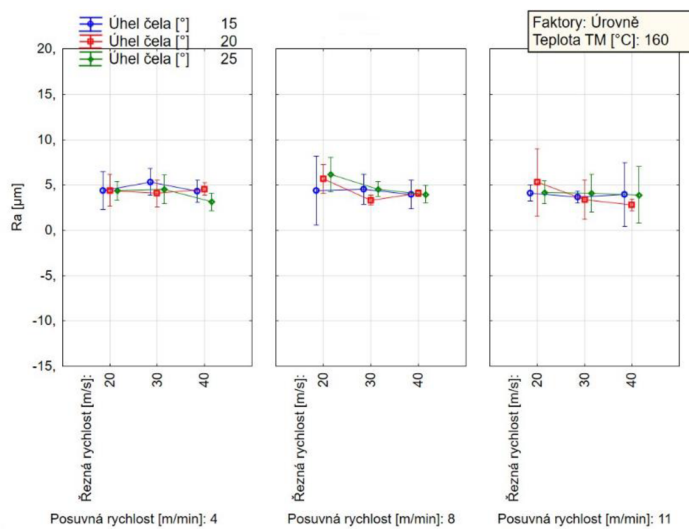 Úhel čela [°] 15
Úhel čela [°] 20
Úhel čela [°] 25
Faktory: Úrovně
Teplota TM [°C]: 160
Ra [µm]
20,
15,
10,
5,
0,
-5,
-10,
-15,
Řezná rychlost [m/s]:
20
30
40
Řezná rychlost [m/s]:
20
30
40
Řezná rychlost [m/s]:
20
30
40
Posuvná rychlost [m/min]: 4
Posuvná rychlost [m/min]: 8
Posuvná rychlost [m/min]: 11